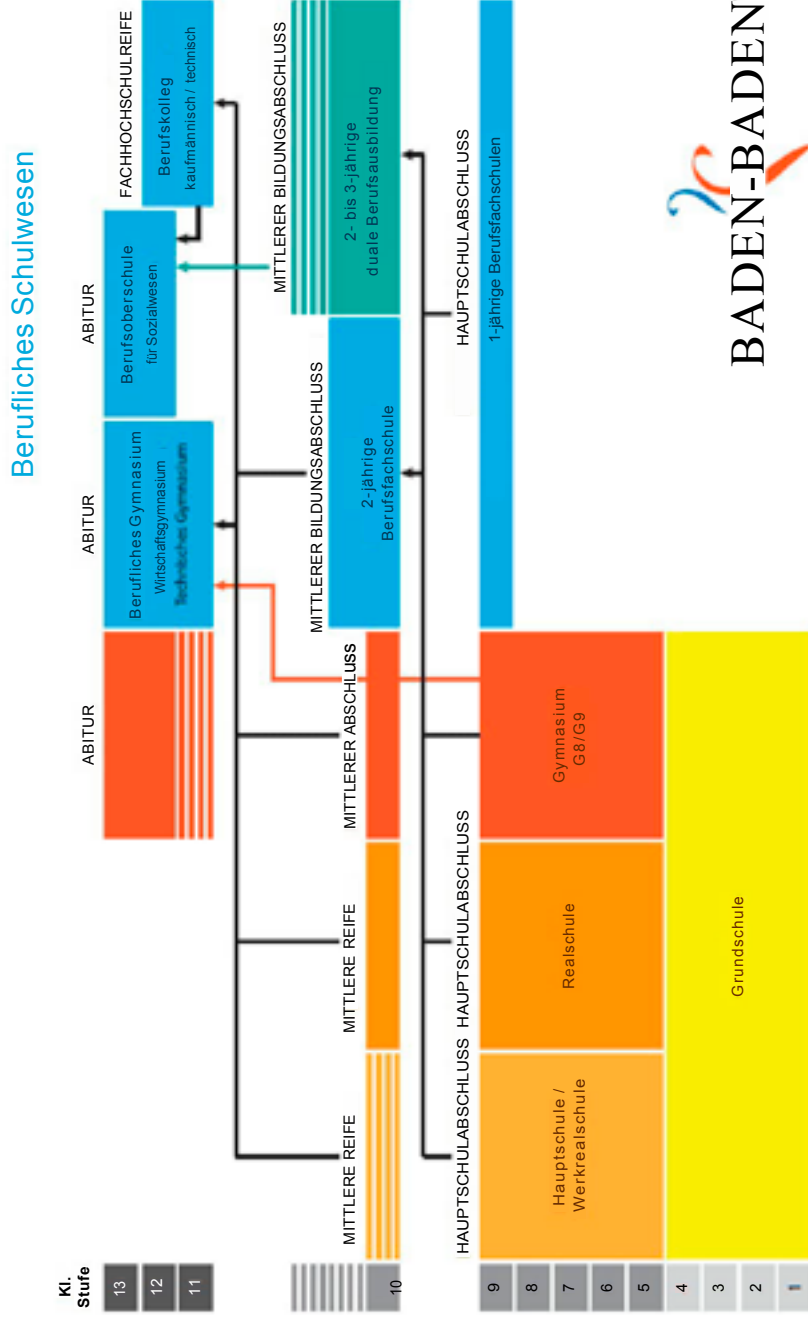 Berufliches Schulwesen
Kl.
Stufe
ABITUR
ABITUR
ABITUR
FACHHOCHSCHULREIFE
13
12
11
Berufliches Gymnasium
Wirtschaftsgymnasium
Technisches Gymnasium
Berufsoberschule
für Sozialwesen
Berufskolleg
kaufmännisch / technisch
MITTLERE REIFE
MITTLERE REIFE
MITTLERER ABSCHLUSS
MITTLERER BILDUNGSABSCHLUSS
MITTLERER BILDUNGSABSCHLUSS
10
2-jährige
Berufsfachschule
2- bis 3-jährige
duale Berufsausbildung
HAUPTSCHULABSCHLUSS
HAUPTSCHULABSCHLUSS
HAUPTSCHULABSCHLUSS
9
8
7
6
5
Hauptschule /
Werkrealschule
Realschule
Gymnasium
G8/G9
1-jährige Berufsfachschulen
4
3
2
1
Grundschule
BADEN-BADEN